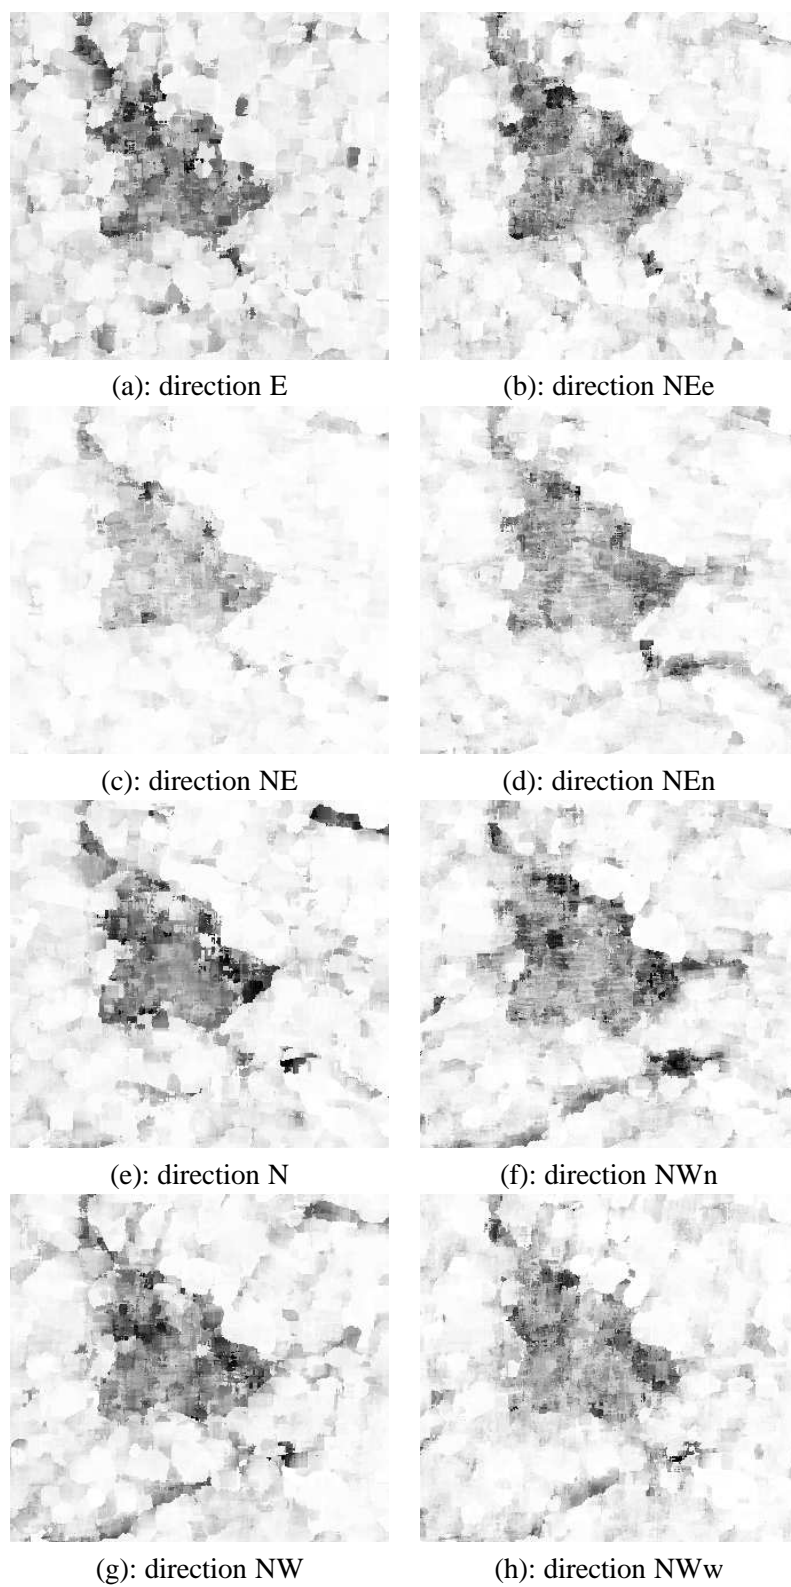 (a): direction E
(b): direction NEe
(c): direction NE
(d): direction NEn
(e): direction N
(f): direction NWn
(g): direction NW
(h): direction NWw